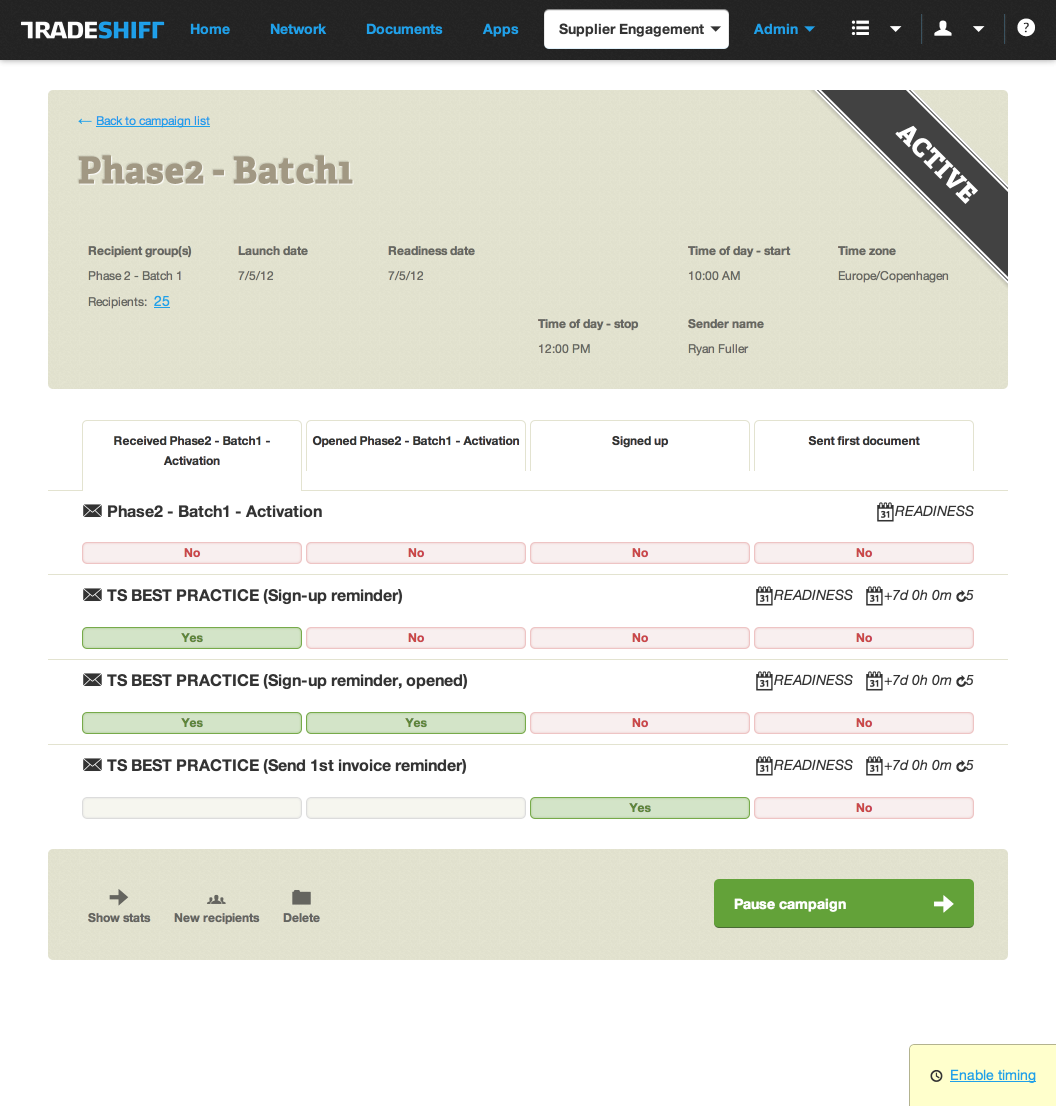 TRADESHIFT Home Network Documents Apps Supplier Engagement Admin ?
← Back to campaign list
ACTIVE
Phase2 - Batch1
Recipient group(s) Launch date Readiness date Time of day - start Time zone
Phase 2 - Batch 1 7/5/12 7/5/12 10:00 AM Europe/Copenhagen
Recipients: 25
Time of day - stop Sender name
12:00 PM Ryan Fuller
Received Phase2 - Batch1 - Opened Phase2 - Batch1 - Activation Signed up Sent first document
Activation
Phase2 - Batch1 - Activation 31 READINESS
No No No No
TS BEST PRACTICE (Sign-up reminder) 31 READINESS 31 +7d 0h 0m 5
Yes No No No
TS BEST PRACTICE (Sign-up reminder, opened) 31 READINESS 31 +7d 0h 0m 5
Yes Yes No No
TS BEST PRACTICE (Send 1st invoice reminder) 31 READINESS 31 +7d 0h 0m 5
Yes No
Show stats New recipients Delete Pause campaign
Enable timing